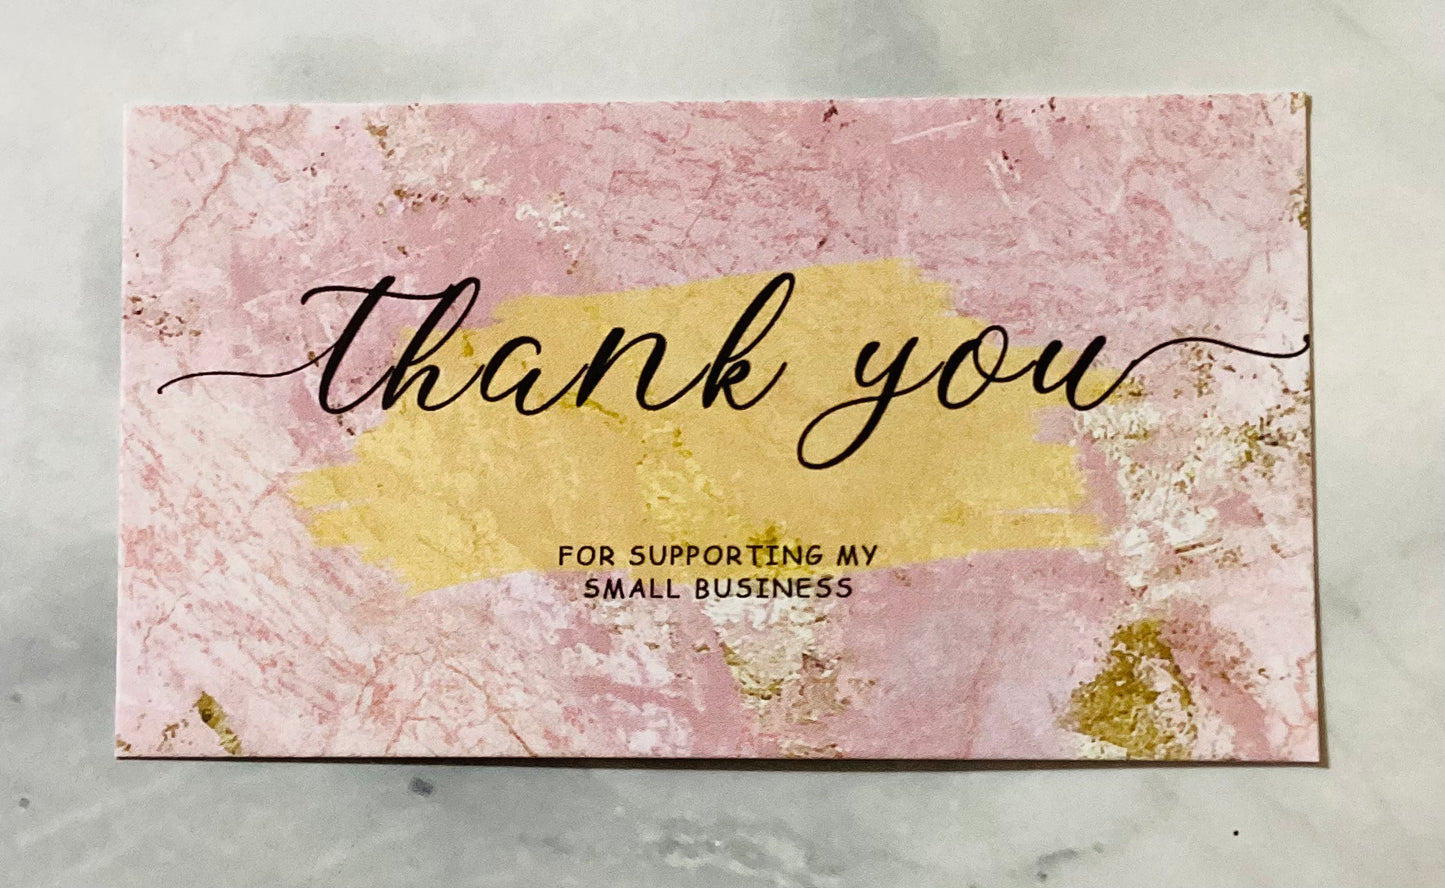 thank you
FOR SUPPORTING MY
SMALL BUSINESS